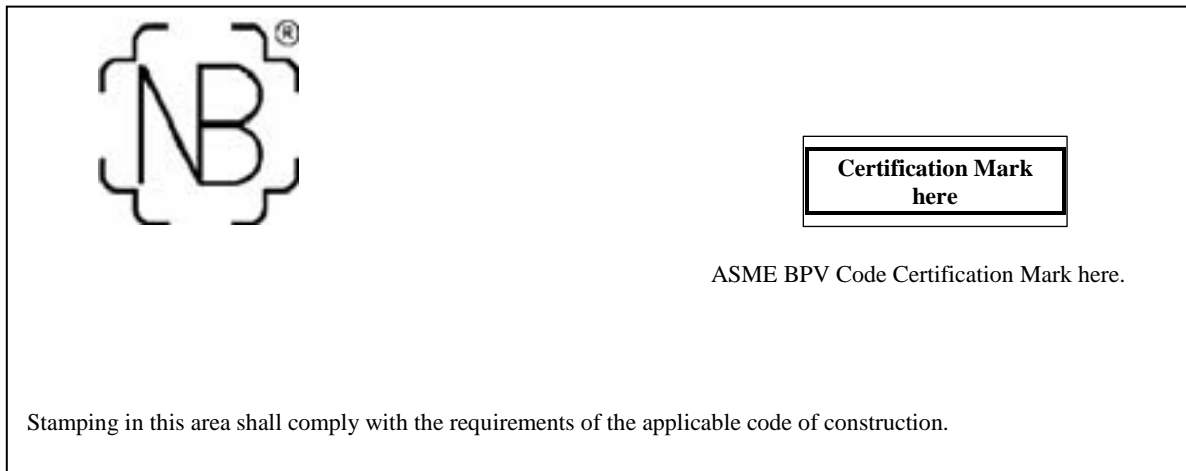 NB®
Certification Mark
here
ASME BPV Code Certification Mark here.
Stamping in this area shall comply with the requirements of the applicable code of construction.